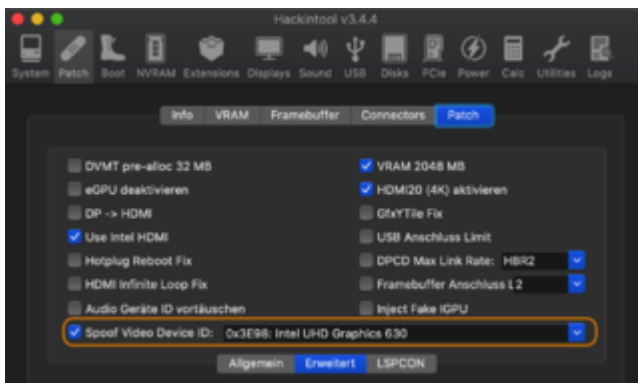 Hackintool v3.4.4
System Patch Boot NVRAM Extensions Displays Sound USB Disks PCIe Power Calc Utilities Logs
Info VRAM Framebuffer Connectors Patch
DVMT pre-alloc 32 MB VRAM 2048 MB
eGPU deaktivieren HDMI20 (4K) aktivieren
DP -> HDMI GfxYTile Fix
Use Intel HDMI USB Anschluss Limit
Hotplug Reboot Fix DPCD Max Link Rate: HBR2
HDMI Infinite Loop Fix Framebuffer Anschluss L 2
Audio Geräte ID vortäuschen Inject Fake IGPU
Spoof Video Device ID: 0x3E98: Intel UHD Graphics 630
Allgemein Erweitert LSPCON